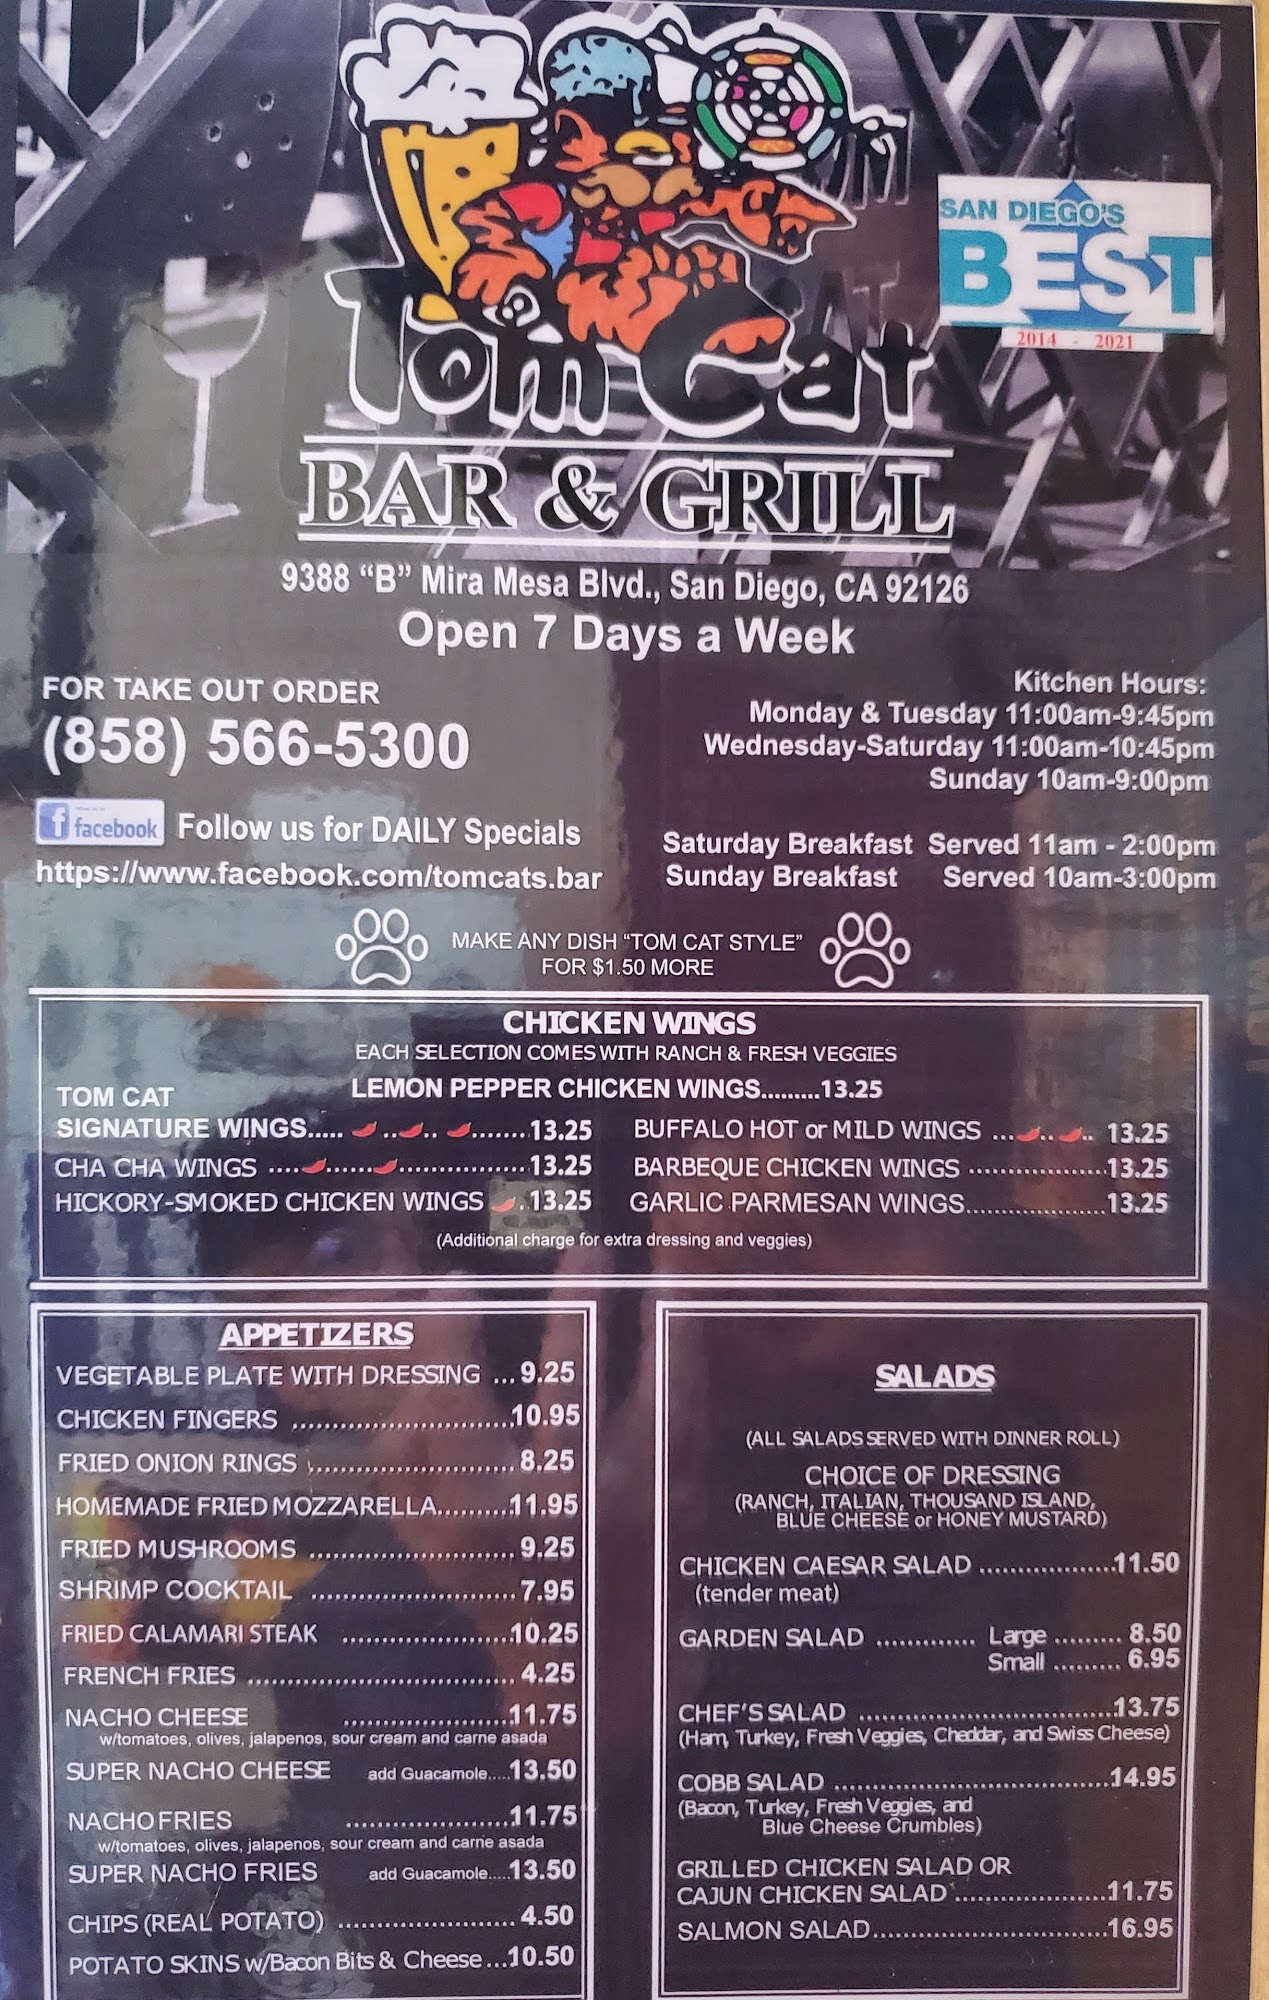 SAN DIEGO'S
BEST
2014 - 2021
Tom Cat
BAR & GRILL
9388 “B” Mira Mesa Blvd., San Diego, CA 92126
Open 7 Days a Week
FOR TAKE OUT ORDER
(858) 566-5300
Kitchen Hours:
Monday & Tuesday 11:00am-9:45pm
Wednesday-Saturday 11:00am-10:45pm
Sunday 10am-9:00pm
facebook Follow us for DAILY Specials
https://www.facebook.com/tomcats.bar
Saturday Breakfast Served 11am - 2:00pm
Sunday Breakfast Served 10am-3:00pm
MAKE ANY DISH “TOM CAT STYLE”
FOR $1.50 MORE
CHICKEN WINGS
EACH SELECTION COMES WITH RANCH & FRESH VEGGIES
LEMON PEPPER CHICKEN WINGS.........13.25
TOM CAT
SIGNATURE WINGS..... .. .. .......13.25
CHA CHA WINGS .... ...... ................13.25
HICKORY-SMOKED CHICKEN WINGS .13.25
BUFFALO HOT or MILD WINGS ... .. .. 13.25
BARBEQUE CHICKEN WINGS ..................13.25
GARLIC PARMESAN WINGS.....................13.25
(Additional charge for extra dressing and veggies)
APPETIZERS
VEGETABLE PLATE WITH DRESSING ...9.25
CHICKEN FINGERS .............................10.95
FRIED ONION RINGS ...........................8.25
HOMEMADE FRIED MOZZARELLA.........11.95
FRIED MUSHROOMS ...........................9.25
SHRIMP COCKTAIL ...........................7.95
FRIED CALAMARI STEAK ......................10.25
FRENCH FRIES ...................................4.25
NACHO CHEESE ......................11.75
w/tomatoes, olives, jalapenos, sour cream and carne asada
SUPER NACHO CHEESE add Guacamole.....13.50
NACHO FRIES ......................11.75
w/tomatoes, olives, jalapenos, sour cream and carne asada
SUPER NACHO FRIES add Guacamole.....13.50
CHIPS (REAL POTATO) ....................... 4.50
POTATO SKINS w/Bacon Bits & Cheese...10.50
SALADS
(ALL SALADS SERVED WITH DINNER ROLL)
CHOICE OF DRESSING
(RANCH, ITALIAN, THOUSAND ISLAND,
BLUE CHEESE or HONEY MUSTARD)
CHICKEN CAESAR SALAD ..................11.50
(tender meat)
GARDEN SALAD ............. Large ......... 8.50
Small ......... 6.95
CHEF'S SALAD .................................13.75
(Ham, Turkey, Fresh Veggies, Cheddar, and Swiss Cheese)
COBB SALAD ....................................14.95
(Bacon, Turkey, Fresh Veggies, and
Blue Cheese Crumbles)
GRILLED CHICKEN SALAD OR
CAJUN CHICKEN SALAD ....................11.75
SALMON SALAD...............................16.95